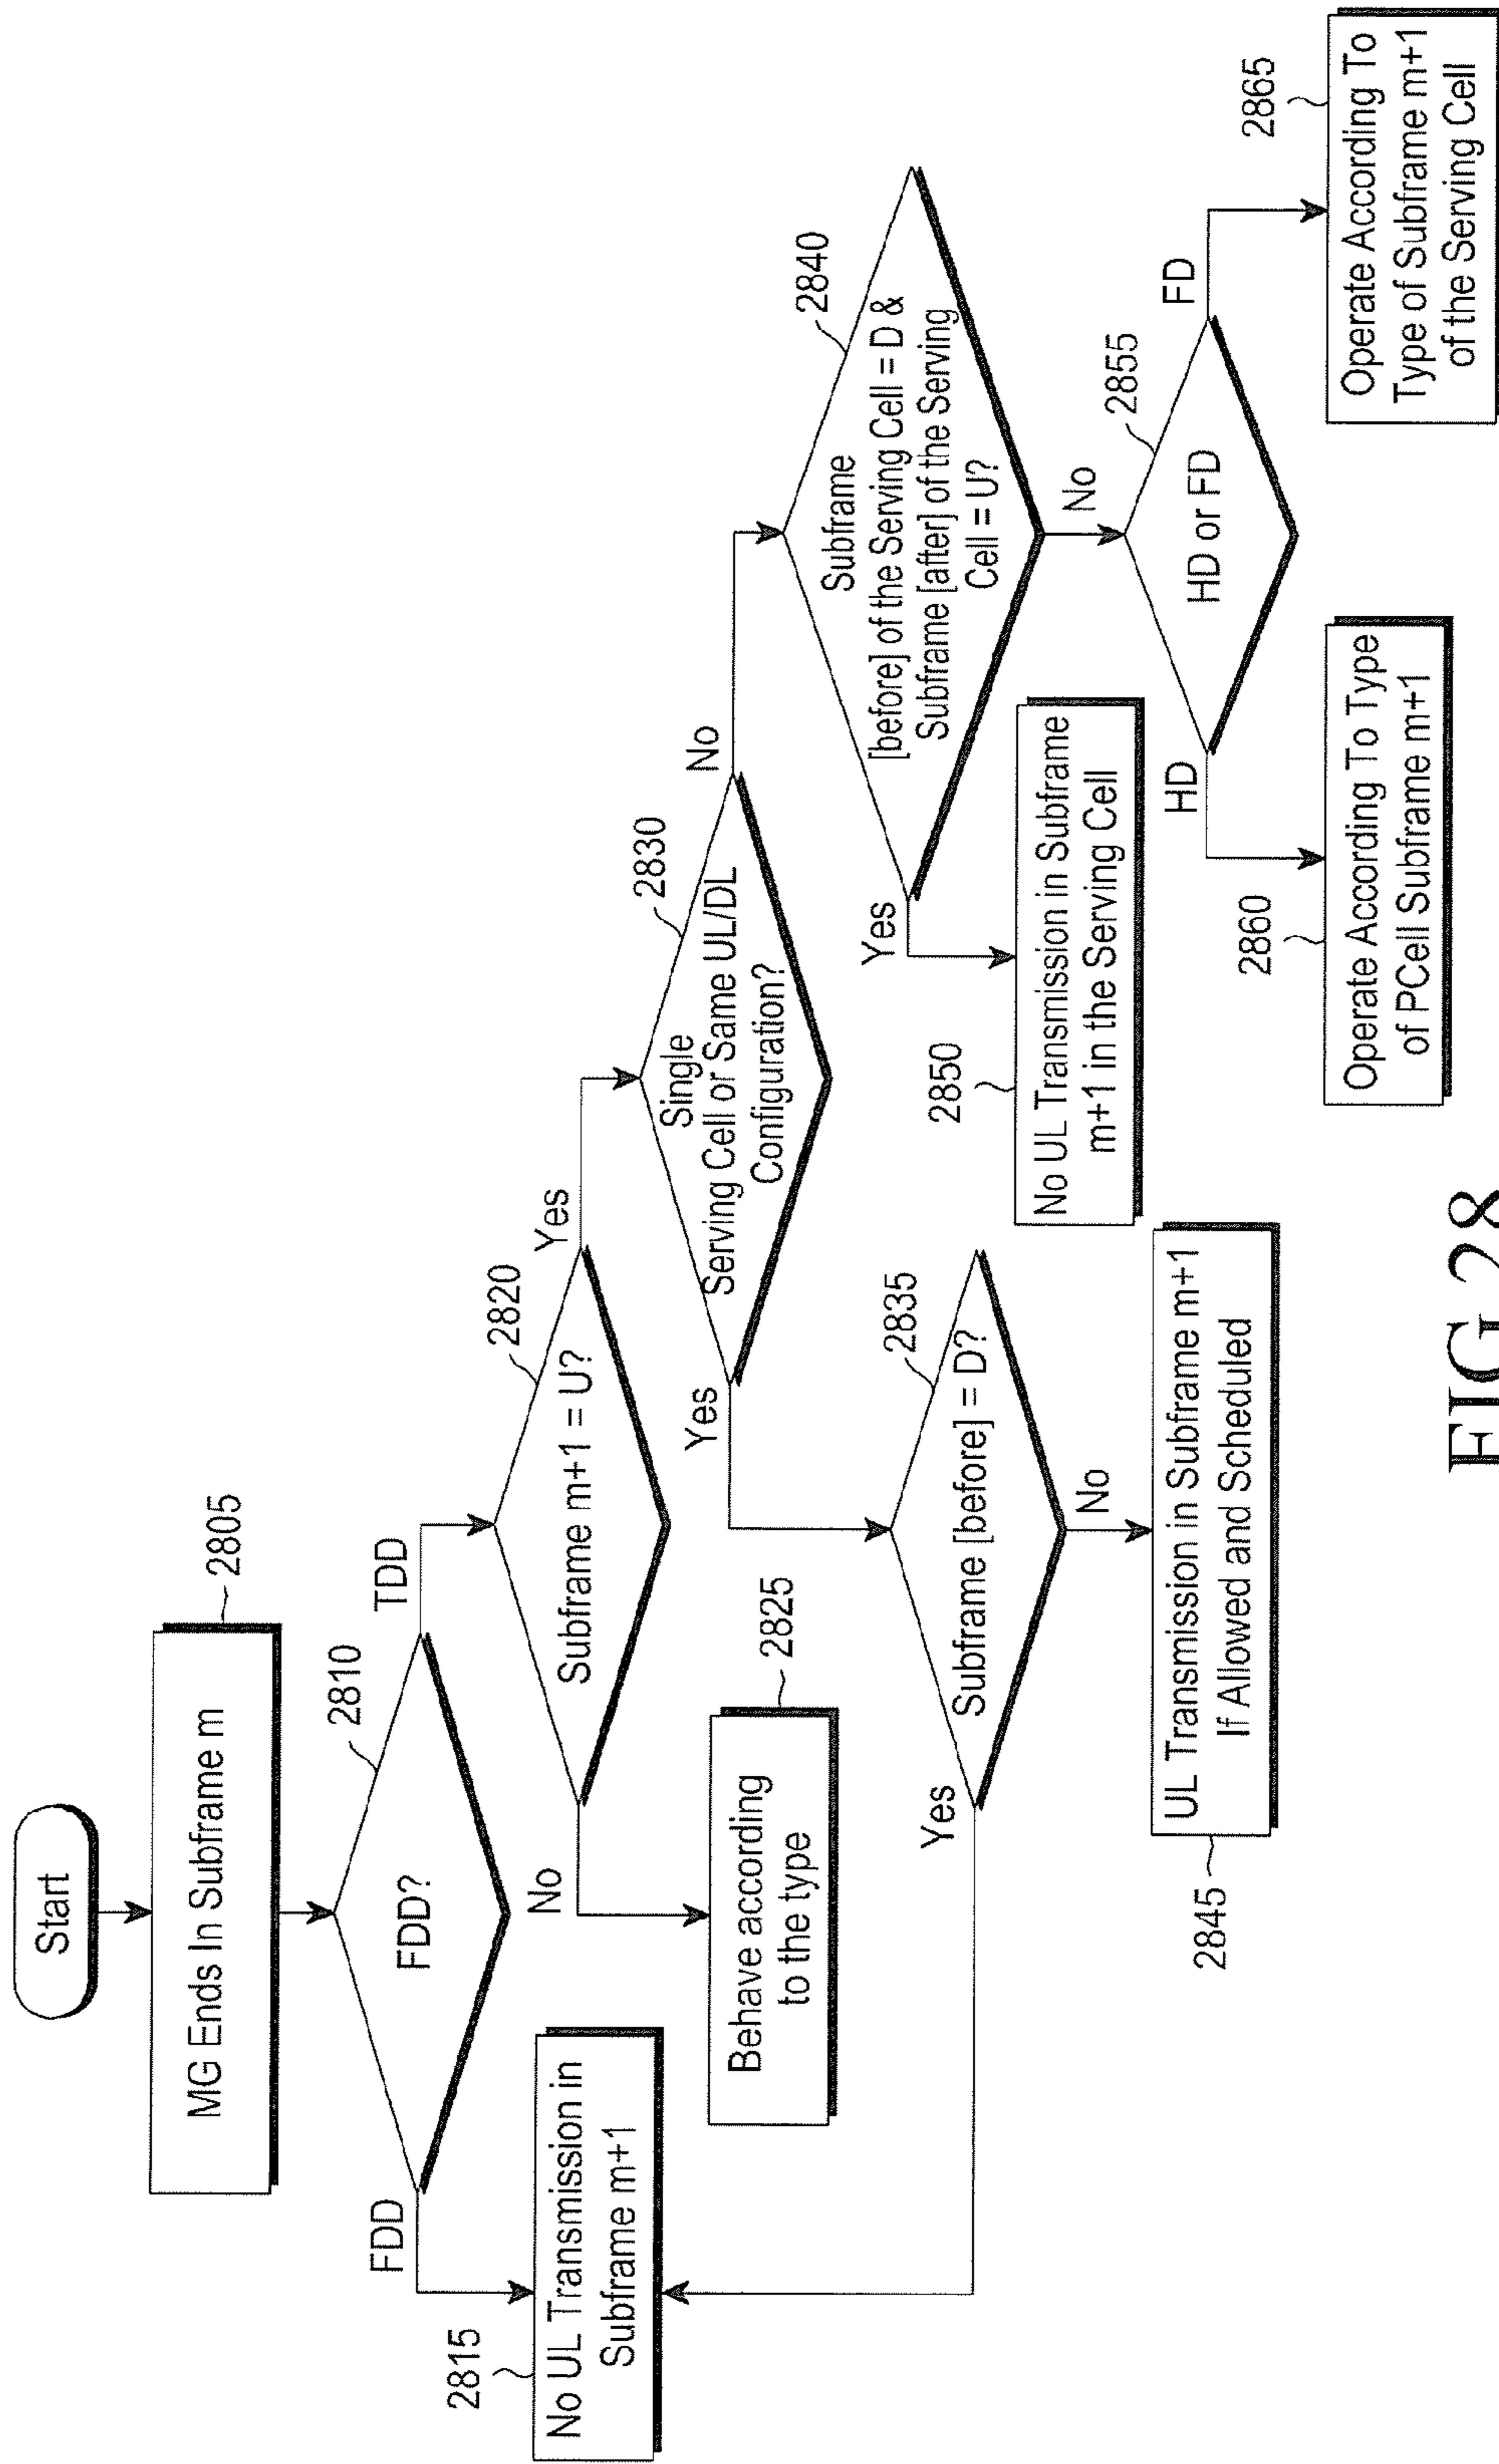 Start
MG Ends In Subframe m
2805
FDD?
2810
FDD
TDD
No UL Transmission in
Subframe m+1
2815
Subframe m+1 = U?
2820
No
Yes
Behave according
to the type
2825
Single
Serving Cell or Same UL/DL
Configuration?
2830
Yes
No
Subframe [before] = D?
2835
Yes
No
Subframe
[before] of the Serving Cell = D &
Subframe [after] of the Serving
Cell = U?
2840
Yes
No
UL Transmission in Subframe m+1
If Allowed and Scheduled
2845
No UL Transmission in Subframe
m+1 in the Serving Cell
2850
HD or FD
2855
HD
FD
Operate According To Type
of PCell Subframe m+1
2860
Operate According To
Type of Subframe m+1
of the Serving Cell
2865
FIG.28